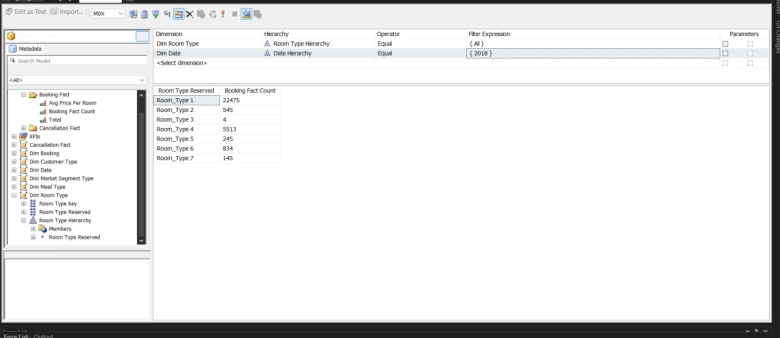 Edit as Text Import... MDX
Dimension Hierarchy Operator Filter Expression Parameters
Dim Room Type Room Type Hierarchy Equal { All }
Dim Date Date Hierarchy Equal { 2018 }
<Select dimension>
Metadata
Search Model
<All>
Booking Fact
Avg Price Per Room
Booking Fact Count
Total
Cancellation Fact
KPIs
Cancellation Fact
Dim Booking
Dim Customer Type
Dim Date
Dim Market Segment Type
Dim Meal Type
Dim Room Type
Room Type Key
Room Type Reserved
Room Type Hierarchy
Members
Room Type Reserved
Room Type Reserved Booking Fact Count
Room_Type 1 22475
Room_Type 2 545
Room_Type 3 4
Room_Type 4 5513
Room_Type 5 245
Room_Type 6 834
Room_Type 7 145
Error List Output